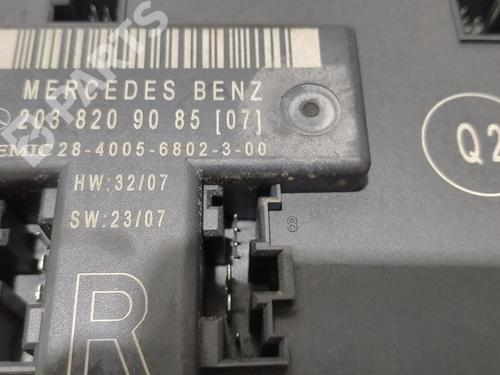 MERCEDES BENZ
203 820 90 85 [07]
TEMIC 28-4005-6802-3-00
HW:32/07
SW:23/07
R
8
Q2